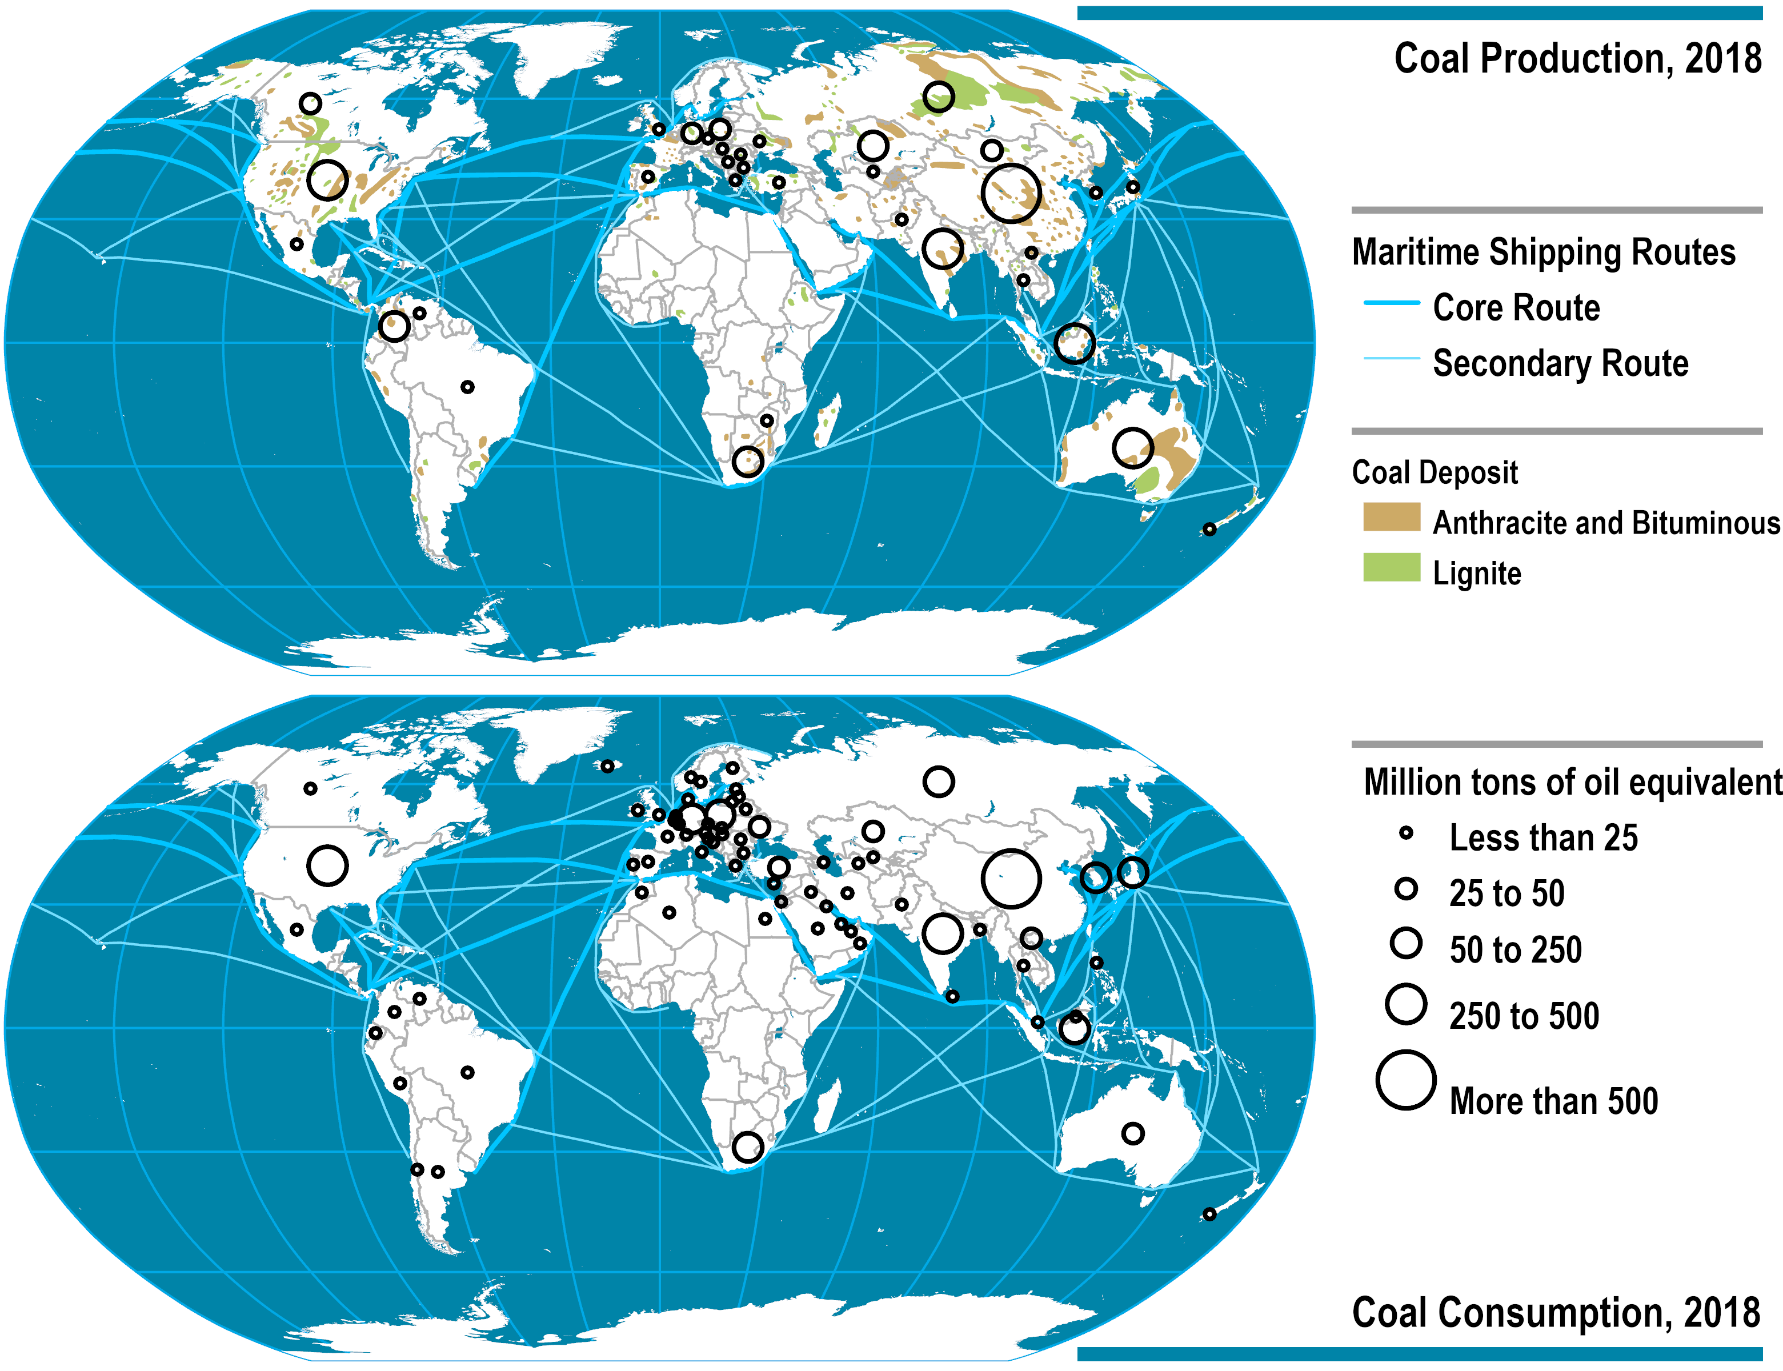 Coal Production, 2018
Maritime Shipping Routes
Core Route
Secondary Route
Coal Deposit
Anthracite and Bituminous
Lignite
Million tons of oil equivalent
Less than 25
25 to 50
50 to 250
250 to 500
More than 500
Coal Consumption, 2018